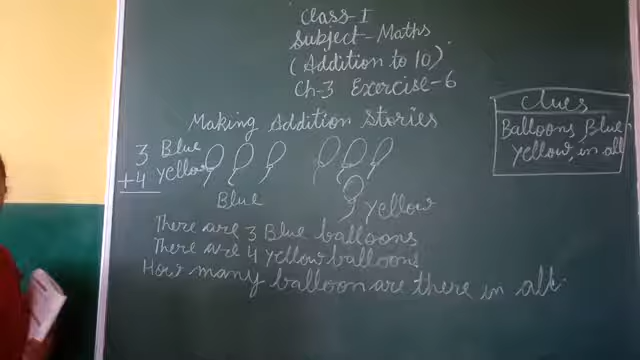 Class-I
Subject-Maths
(Addition to 10)
Ch-3 Exercise-6
Making Addition Stories
3 Blue
+4 Yellow
Blue
Yellow
There are 3 Blue balloons
There are 4 yellow balloons
How many balloon are there in all.
Clues
Balloons, Blue
yellow, in all